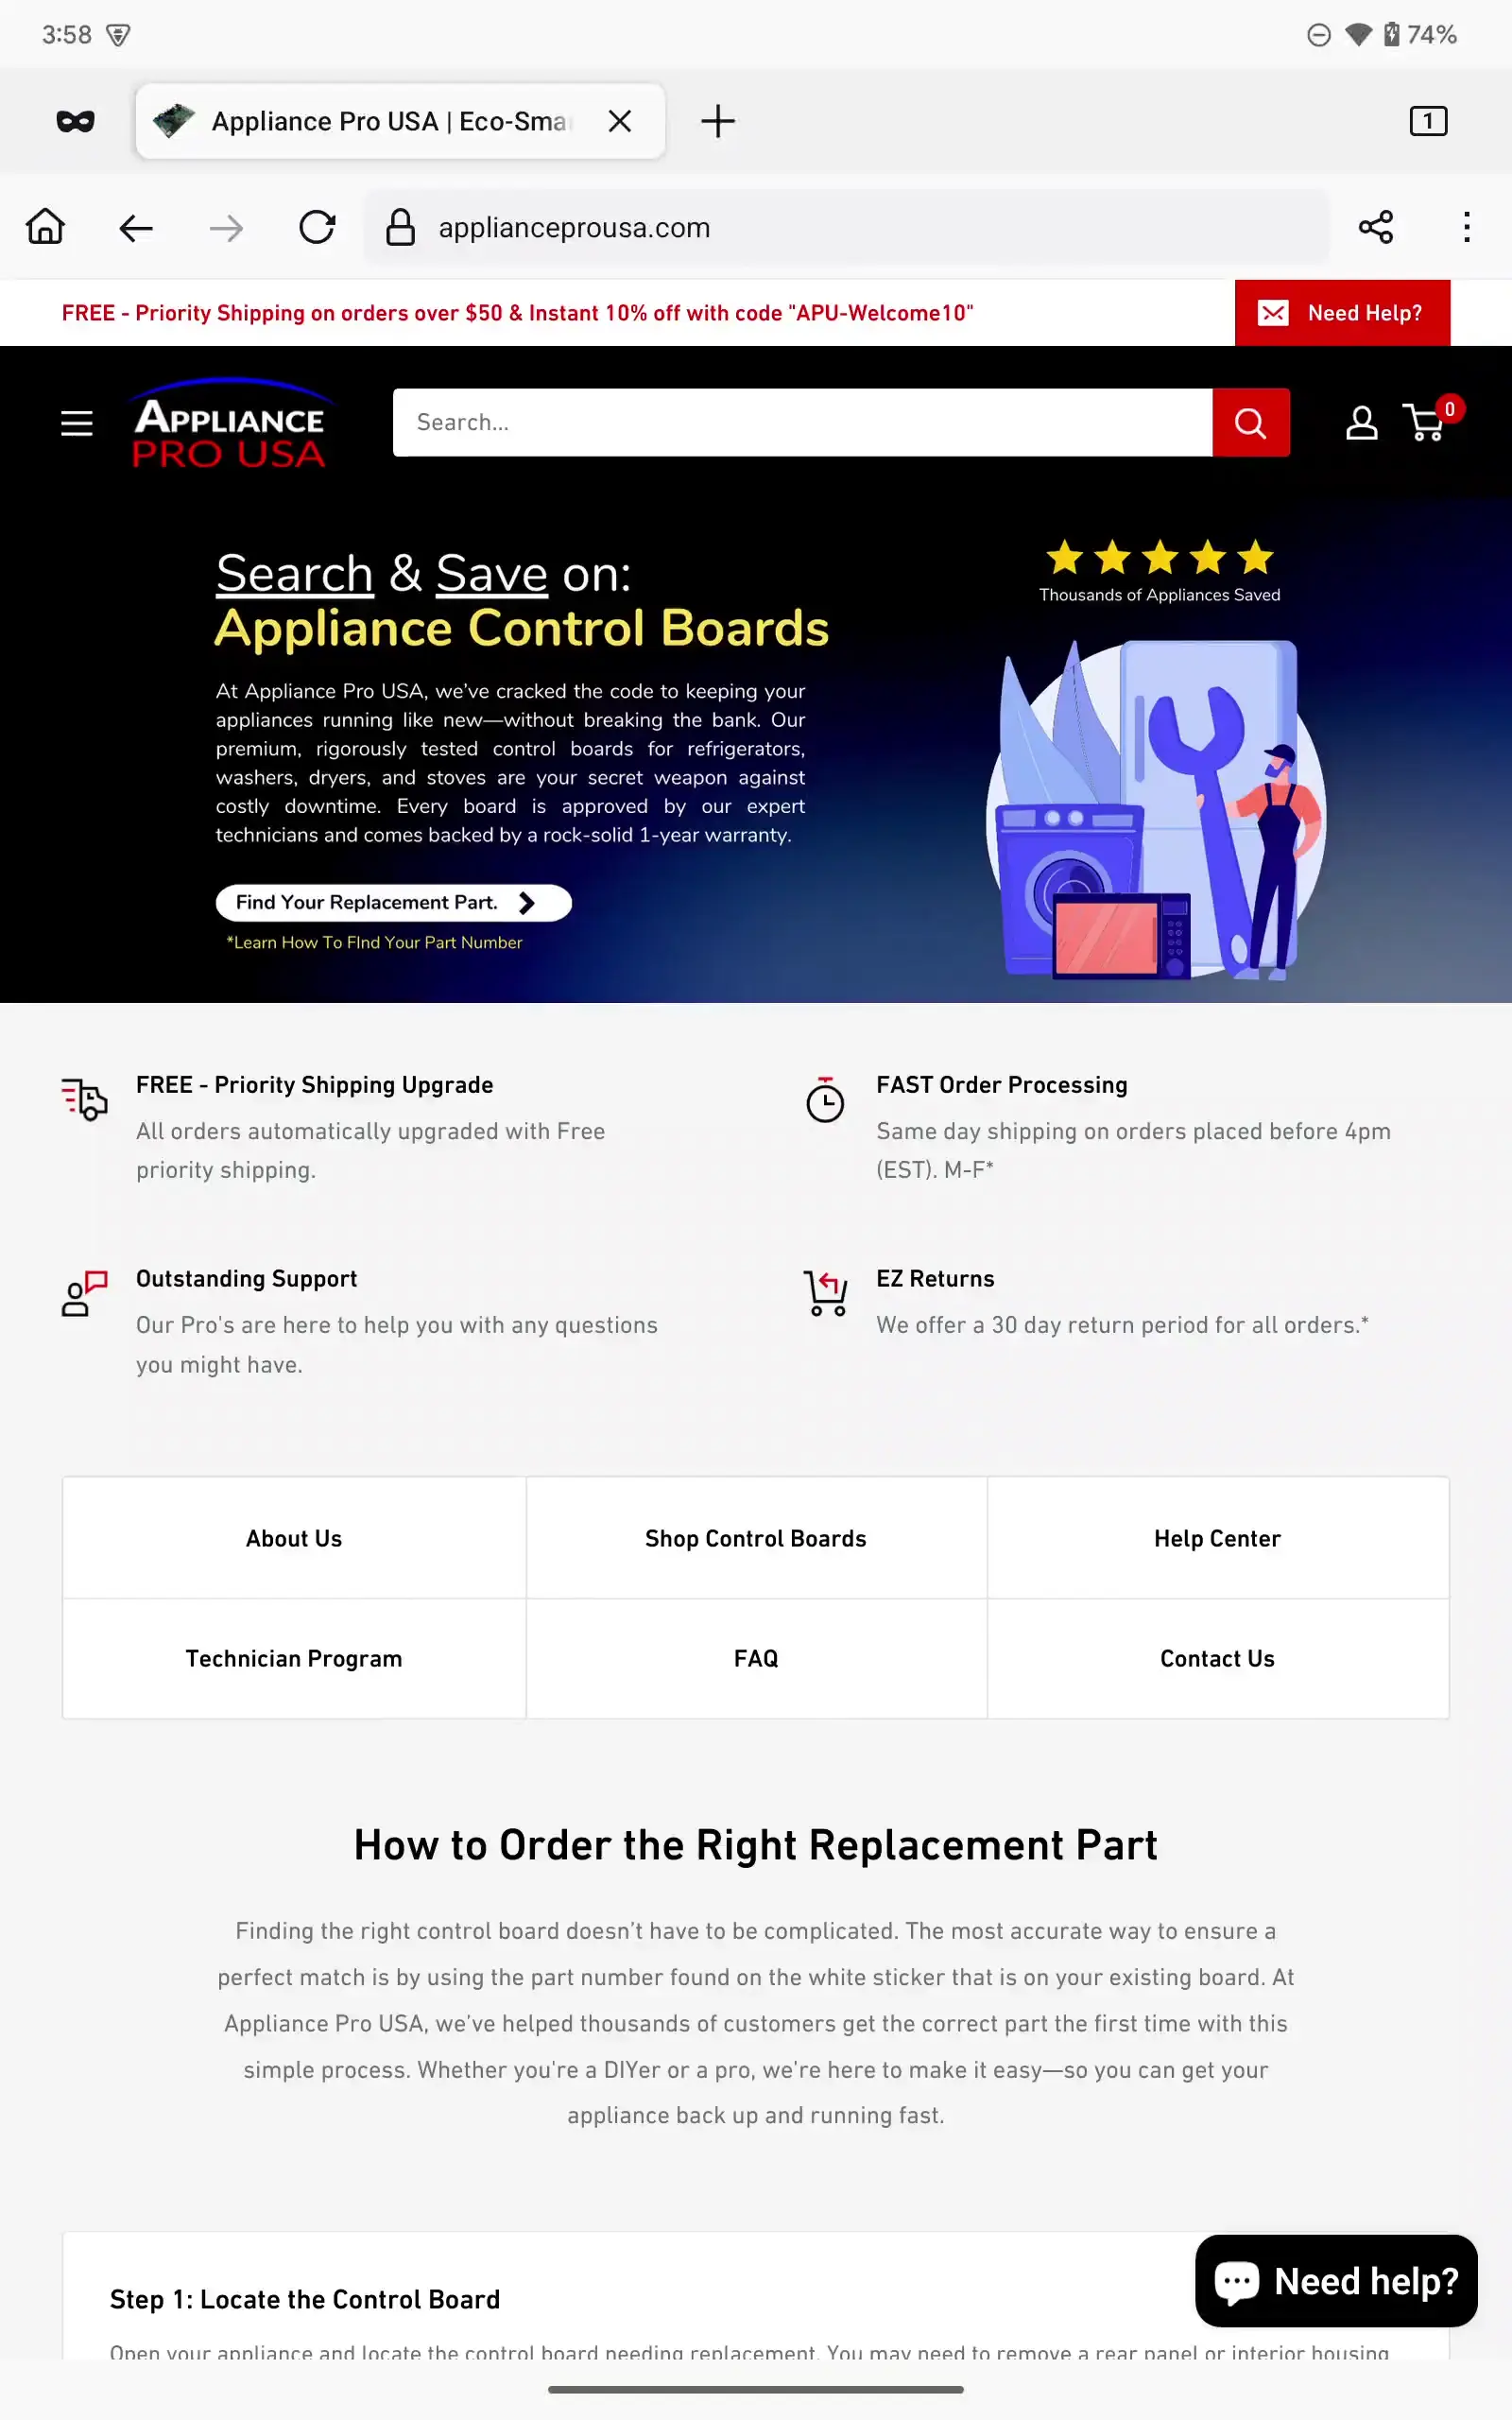 3:58
74%
Appliance Pro USA | Eco-Sma
1
applianceprousa.com
FREE - Priority Shipping on orders over $50 & Instant 10% off with code "APU-Welcome10"
Need Help?
APPLIANCE
PRO USA
Search...
0
Search & Save on:
Appliance Control Boards
At Appliance Pro USA, we’ve cracked the code to keeping your
appliances running like new—without breaking the bank. Our
premium, rigorously tested control boards for refrigerators,
washers, dryers, and stoves are your secret weapon against
costly downtime. Every board is approved by our expert
technicians and comes backed by a rock-solid 1-year warranty.
Find Your Replacement Part.
*Learn How To FInd Your Part Number
Thousands of Appliances Saved
FREE - Priority Shipping Upgrade
All orders automatically upgraded with Free
priority shipping.
FAST Order Processing
Same day shipping on orders placed before 4pm
(EST). M-F*
Outstanding Support
Our Pro's are here to help you with any questions
you might have.
EZ Returns
We offer a 30 day return period for all orders.*
About Us
Shop Control Boards
Help Center
Technician Program
FAQ
Contact Us
How to Order the Right Replacement Part
Finding the right control board doesn’t have to be complicated. The most accurate way to ensure a
perfect match is by using the part number found on the white sticker that is on your existing board. At
Appliance Pro USA, we’ve helped thousands of customers get the correct part the first time with this
simple process. Whether you're a DIYer or a pro, we're here to make it easy—so you can get your
appliance back up and running fast.
Step 1: Locate the Control Board
Open your appliance and locate the control board needing replacement. You may need to remove a rear panel or interior housing
Need help?